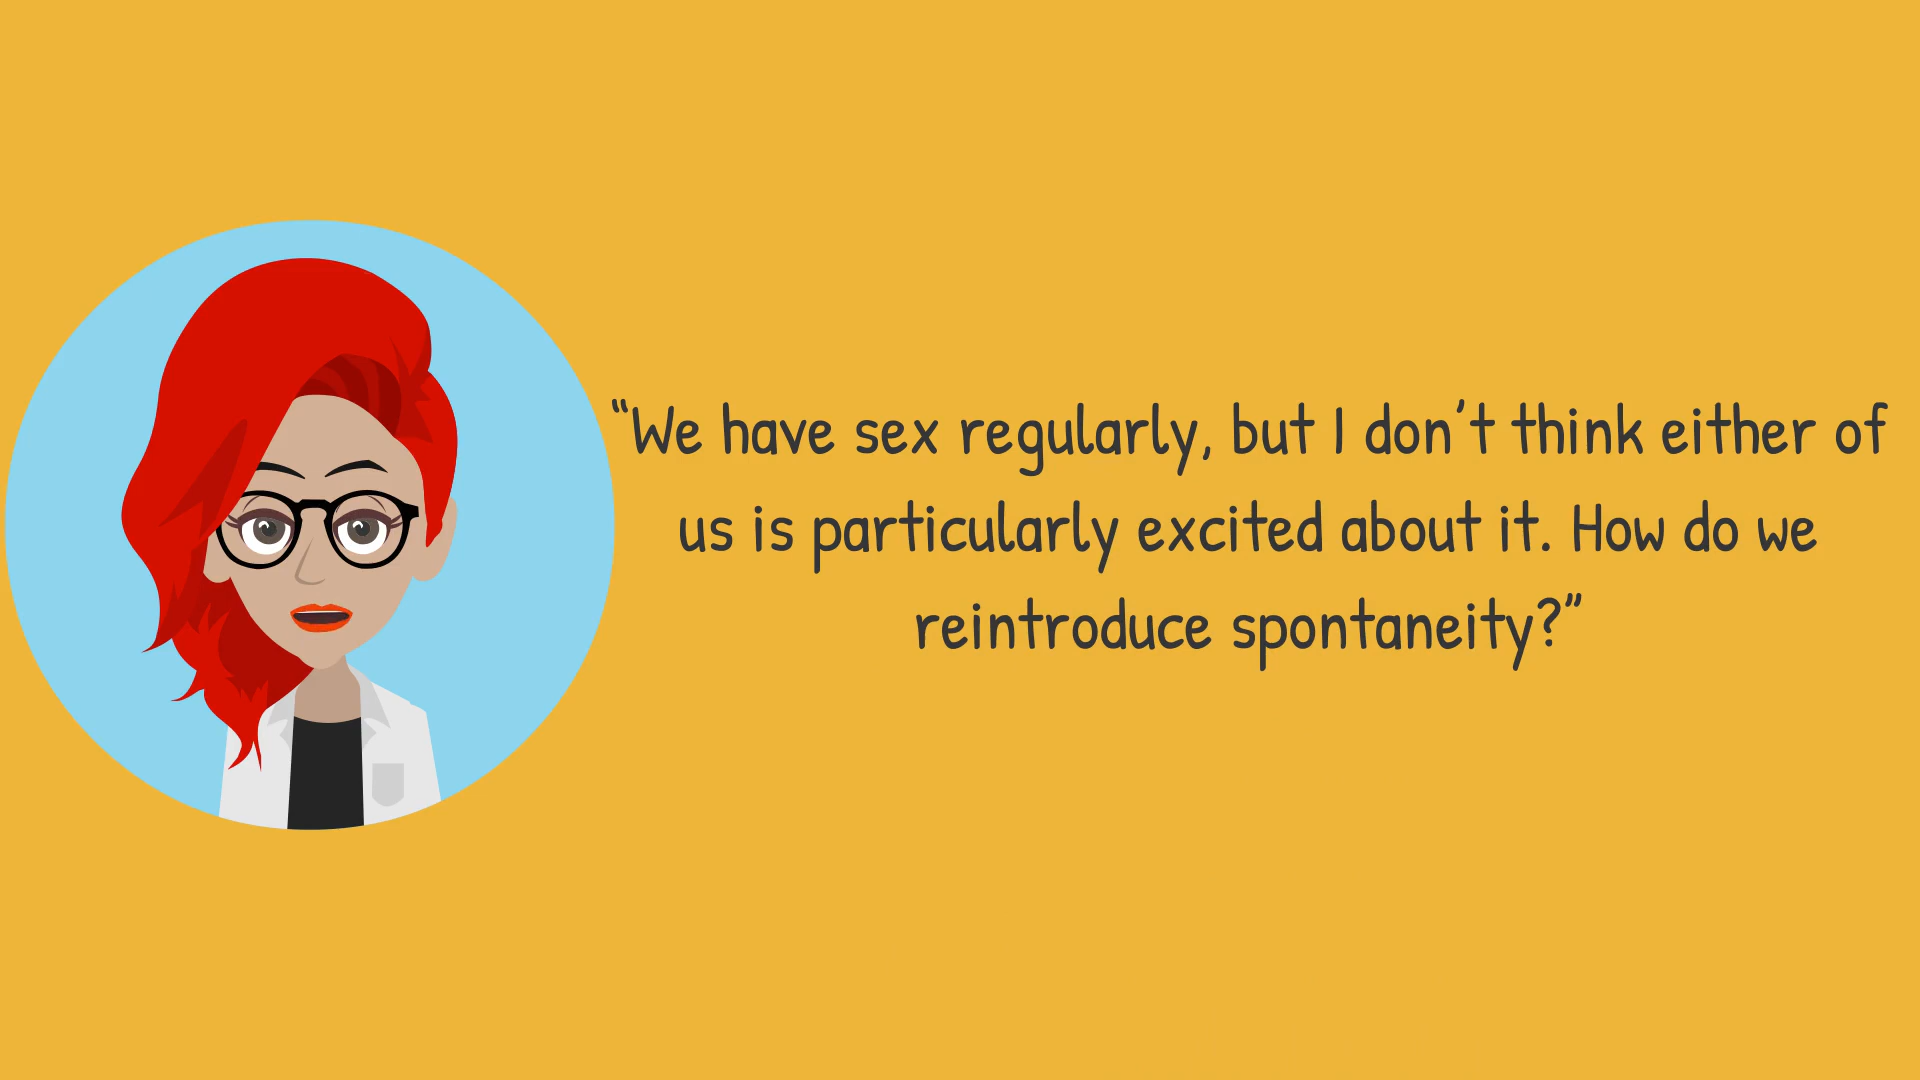 “We have sex regularly, but I don’t think either of
us is particularly excited about it. How do we
reintroduce spontaneity?”